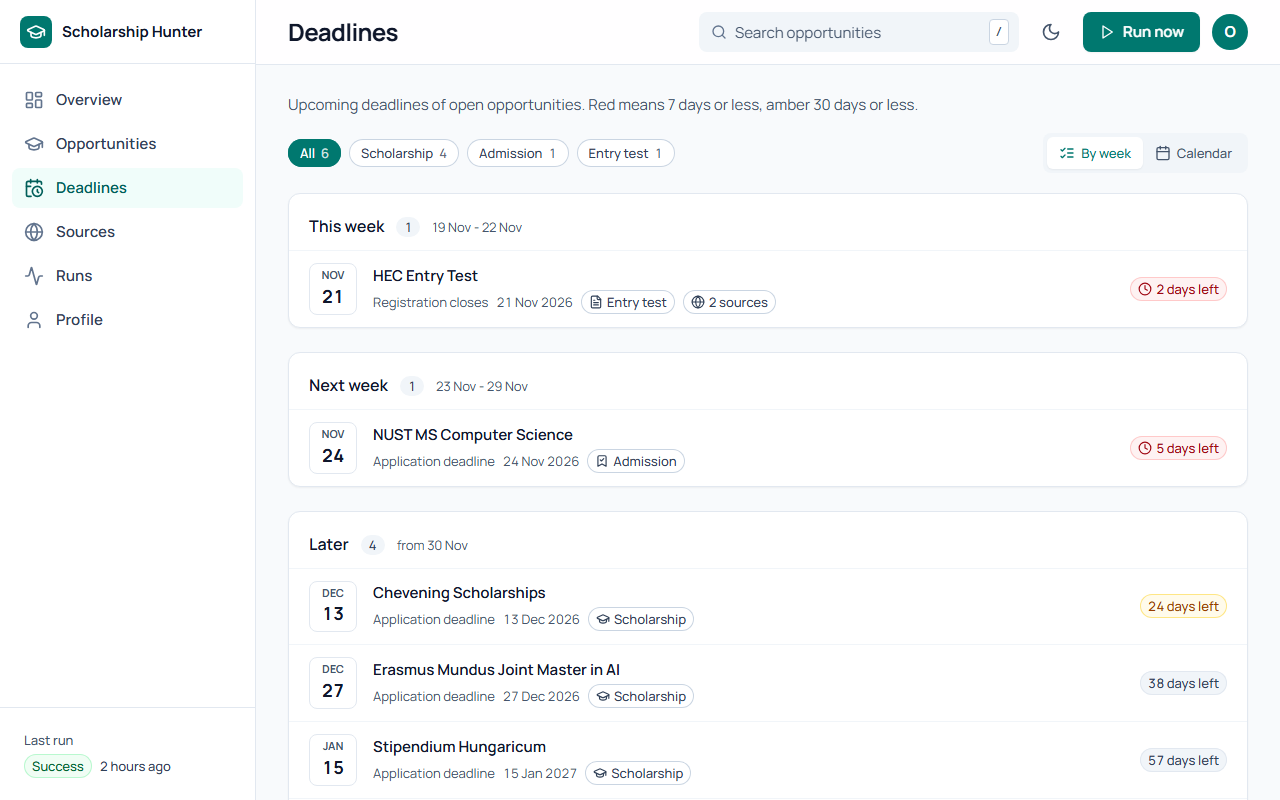 Scholarship Hunter
Deadlines
Search opportunities /
Run now
O
Overview
Opportunities
Deadlines
Sources
Runs
Profile
Last run
Success 2 hours ago
Upcoming deadlines of open opportunities. Red means 7 days or less, amber 30 days or less.
All 6 Scholarship 4 Admission 1 Entry test 1
By week Calendar
This week 1 19 Nov - 22 Nov
NOV
21
HEC Entry Test
Registration closes 21 Nov 2026 Entry test 2 sources
2 days left
Next week 1 23 Nov - 29 Nov
NOV
24
NUST MS Computer Science
Application deadline 24 Nov 2026 Admission
5 days left
Later 4 from 30 Nov
DEC
13
Chevening Scholarships
Application deadline 13 Dec 2026 Scholarship
24 days left
DEC
27
Erasmus Mundus Joint Master in AI
Application deadline 27 Dec 2026 Scholarship
38 days left
JAN
15
Stipendium Hungaricum
Application deadline 15 Jan 2027 Scholarship
57 days left